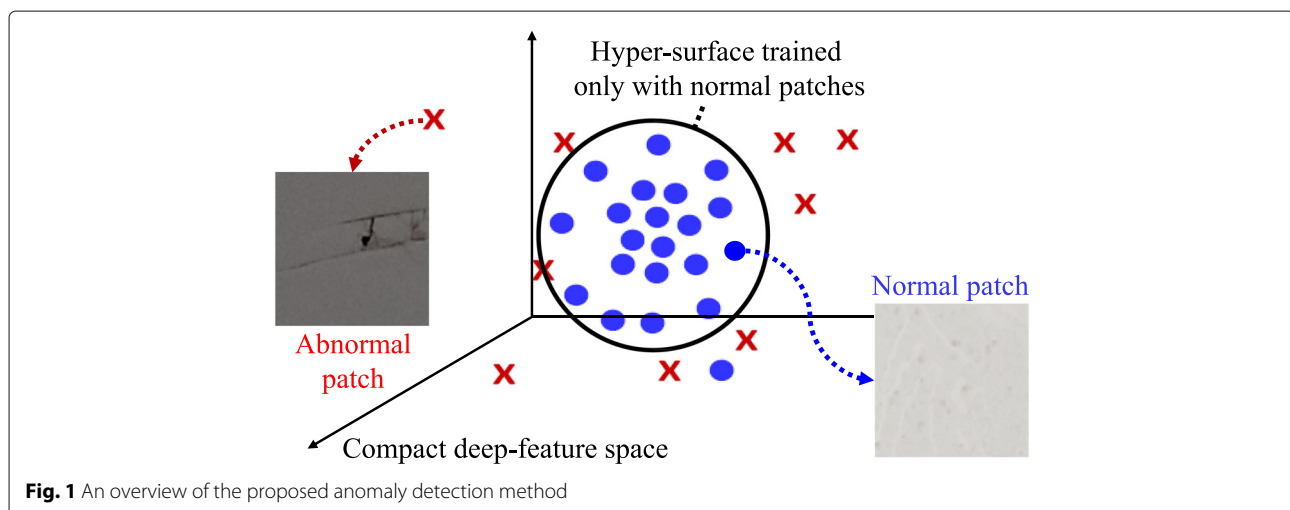 Hyper-surface trained
only with normal patches
Normal patch
Abnormal
patch
Compact deep-feature space
Fig. 1 An overview of the proposed anomaly detection method